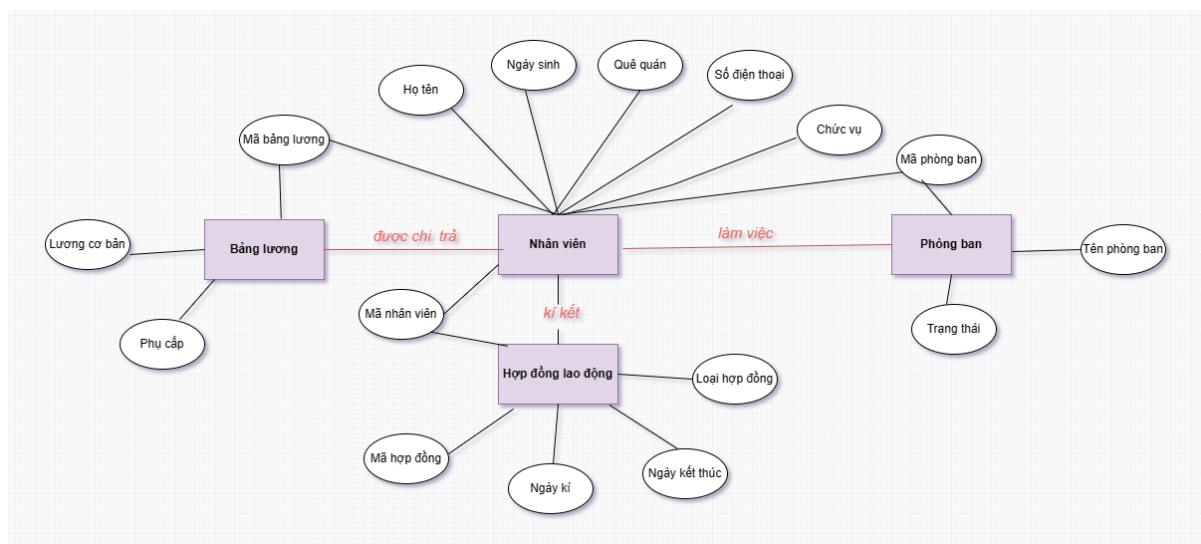 Ngày sinh
Quê quán
Số điện thoại
Họ tên
Chức vụ
Mã bảng lương
Mã phòng ban
được chi trả
làm việc
Lương cơ bản
Bảng lương
Nhân viên
Phòng ban
Tên phòng ban
Mã nhân viên
kí kết
Trạng thái
Phụ cấp
Hợp đồng lao động
Loại hợp đồng
Mã hợp đồng
Ngày kí
Ngày kết thúc